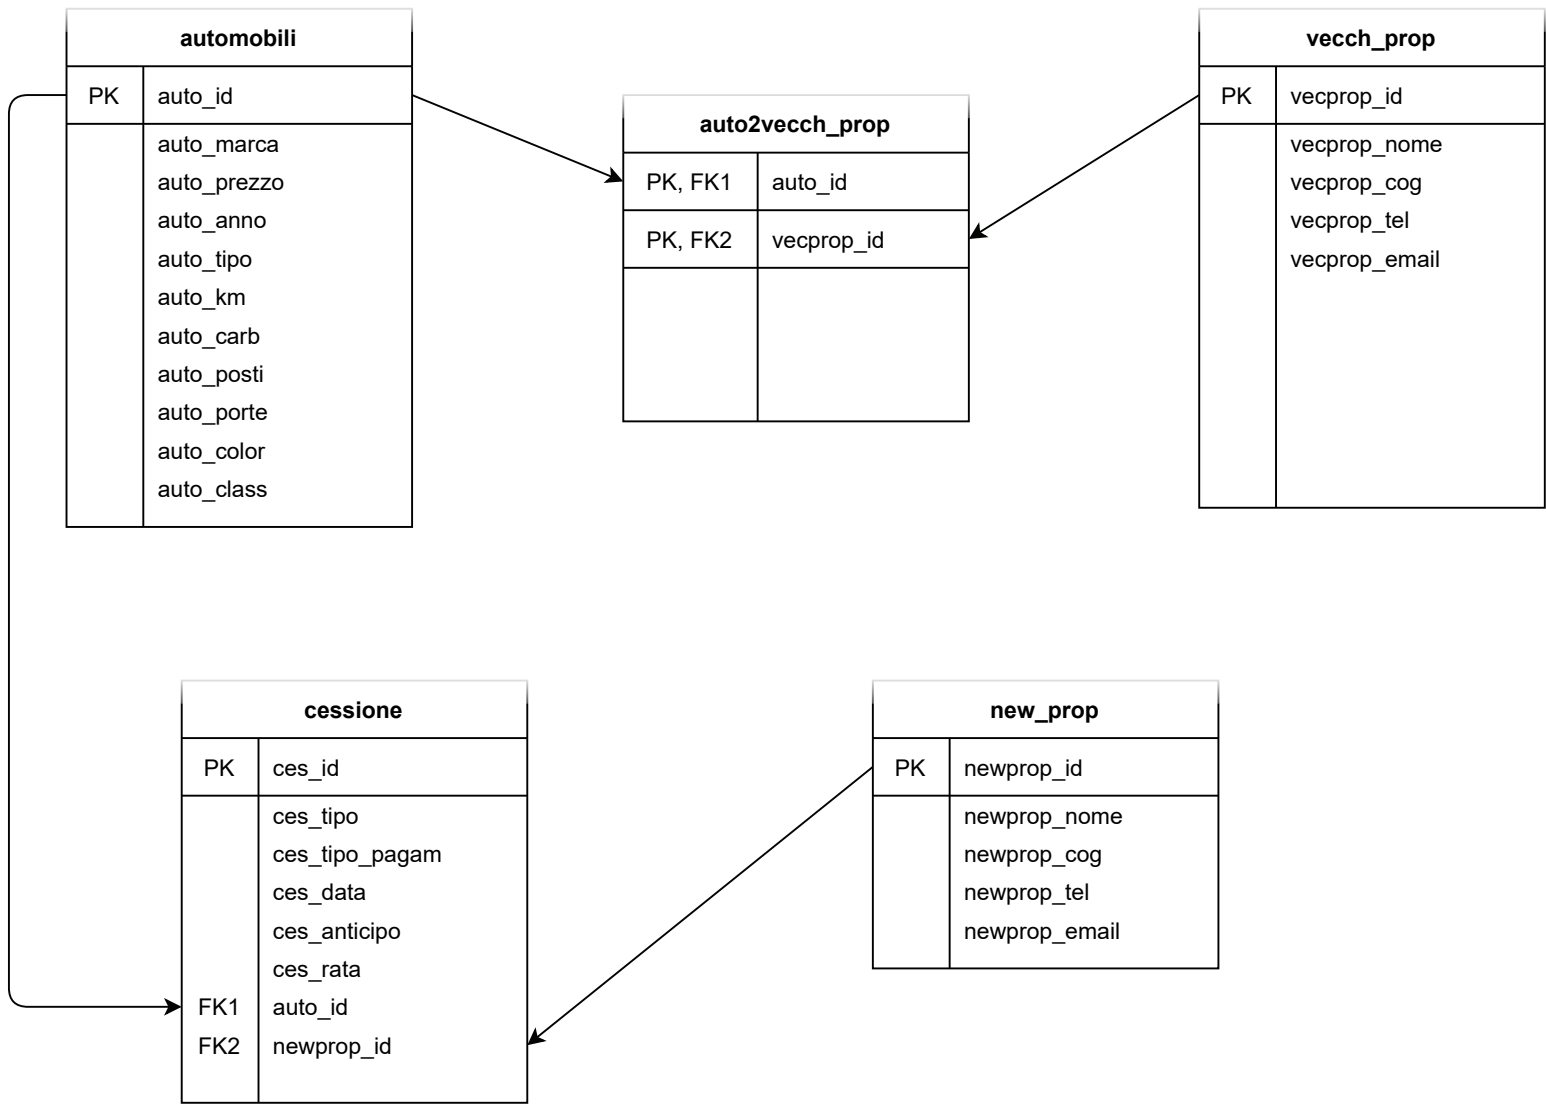 automobili
PK auto_id
auto_marca
auto_prezzo
auto_anno
auto_tipo
auto_km
auto_carb
auto_posti
auto_porte
auto_color
auto_class
auto2vecch_prop
PK, FK1 auto_id
PK, FK2 vecprop_id
vecch_prop
PK vecprop_id
vecprop_nome
vecprop_cog
vecprop_tel
vecprop_email
cessione
PK ces_id
ces_tipo
ces_tipo_pagam
ces_data
ces_anticipo
ces_rata
FK1 auto_id
FK2 newprop_id
new_prop
PK newprop_id
newprop_nome
newprop_cog
newprop_tel
newprop_email